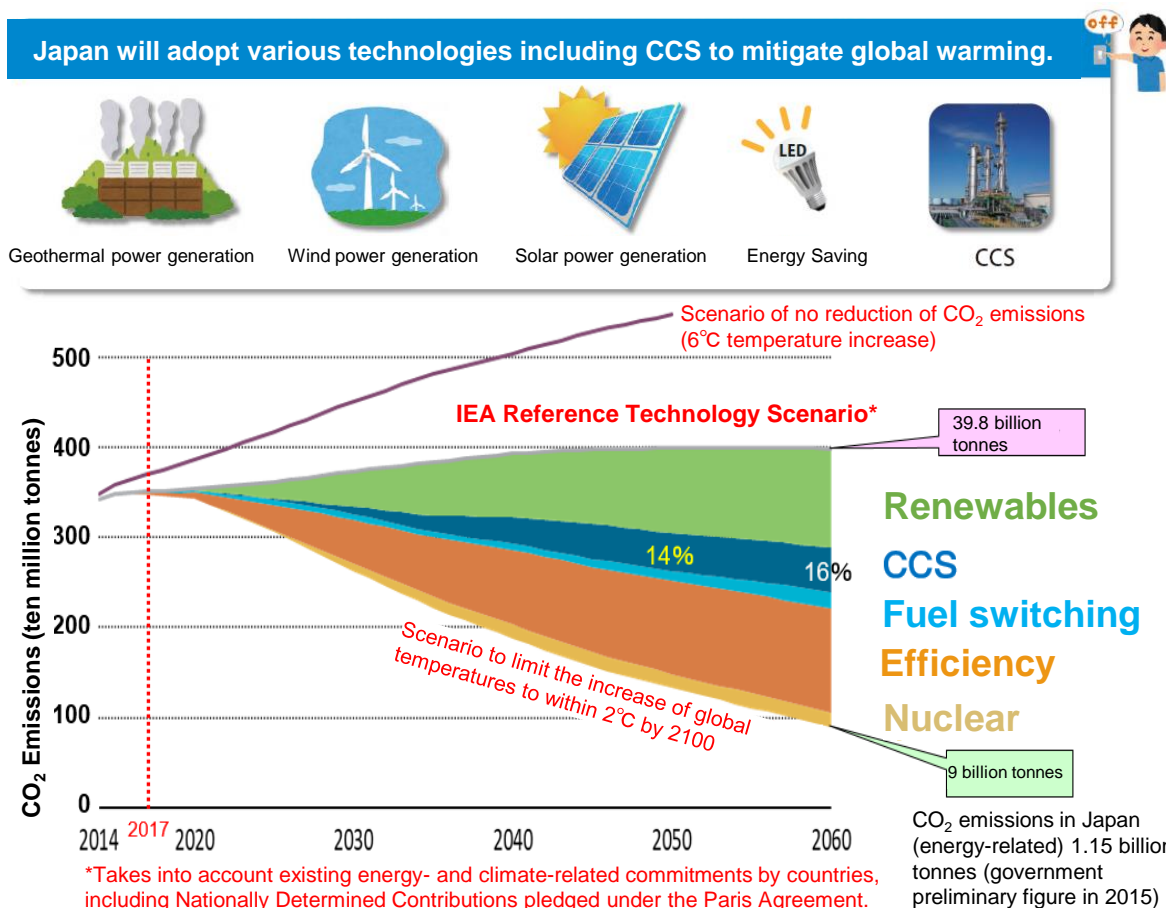 off
Japan will adopt various technologies including CCS to mitigate global warming.
LED
Geothermal power generation
Wind power generation
Solar power generation
Energy Saving
CCS
Scenario of no reduction of CO₂ emissions
(6℃ temperature increase)
IEA Reference Technology Scenario*
39.8 billion
tonnes
CO₂ Emissions (ten million tonnes)
500
400
300
200
100
0
14%
16%
Renewables
CCS
Fuel switching
Efficiency
Nuclear
Scenario to limit the increase of global
temperatures to within 2℃ by 2100
9 billion tonnes
2014
2017
2020
2030
2040
2050
2060
CO₂ emissions in Japan
(energy-related) 1.15 billion
tonnes (government
preliminary figure in 2015)
*Takes into account existing energy- and climate-related commitments by countries,
including Nationally Determined Contributions pledged under the Paris Agreement.